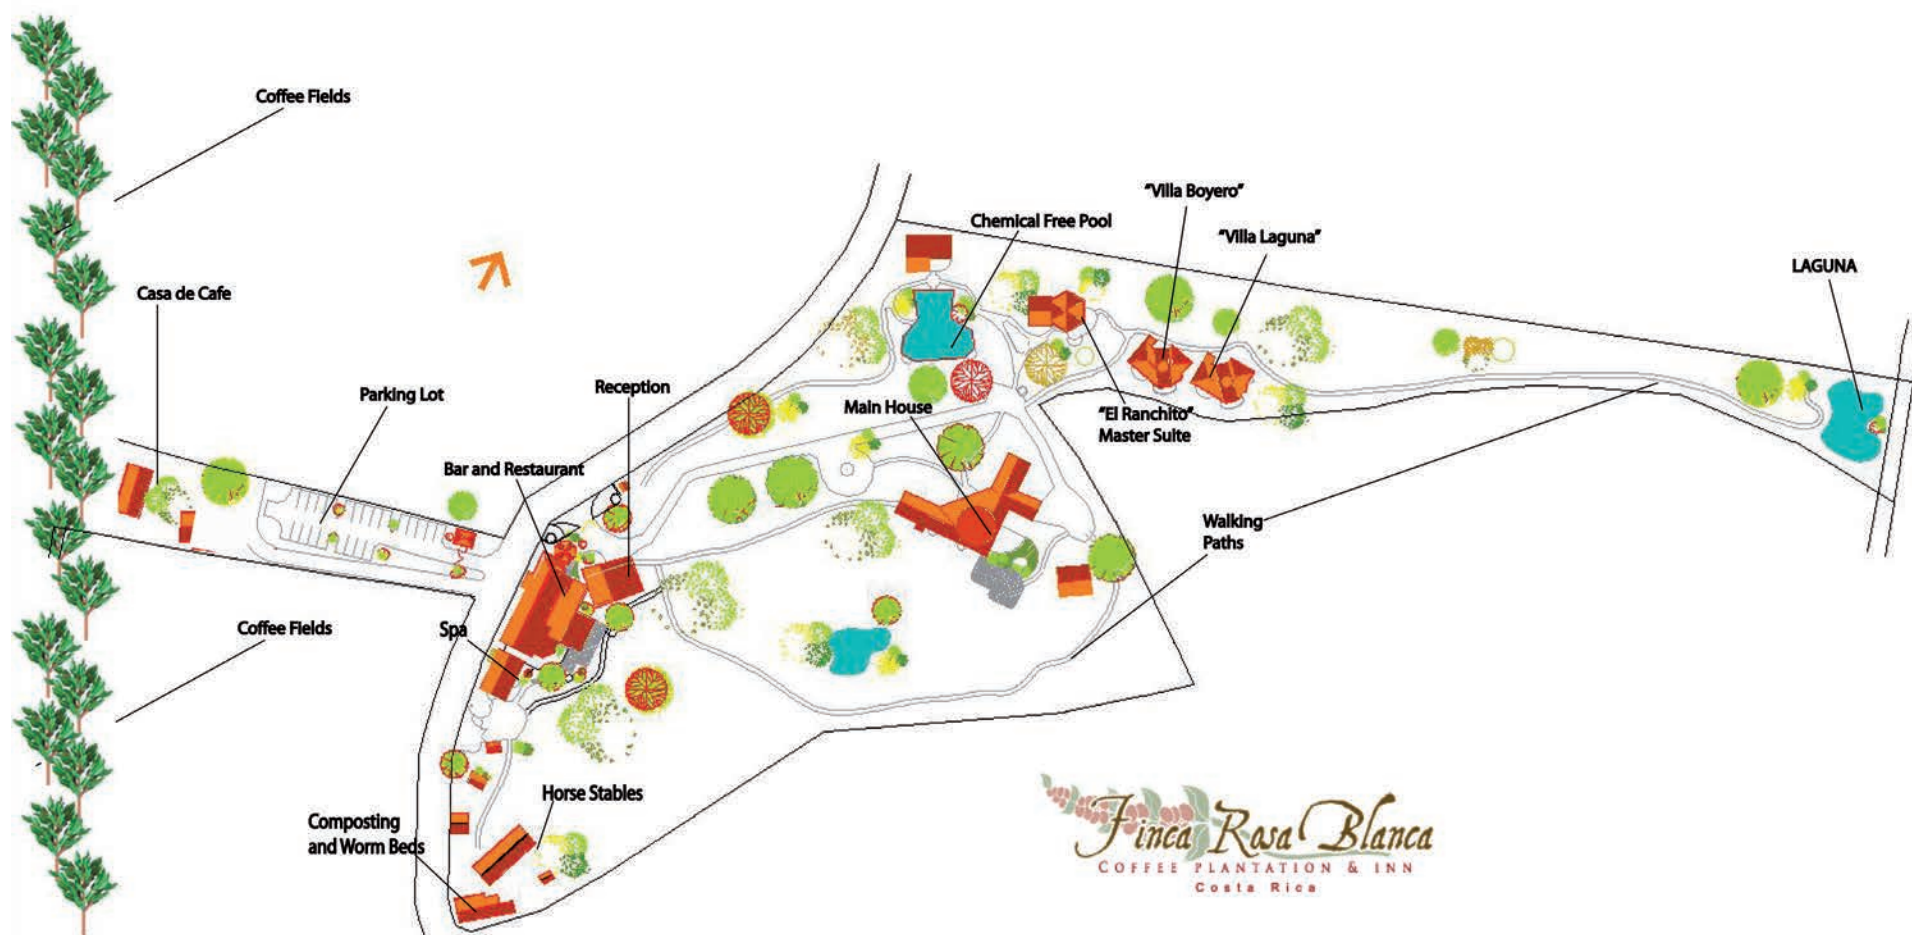 Coffee Fields
"Villa Boyero"
Chemical Free Pool
"Villa Laguna"
LAGUNA
Casa de Cafe
Parking Lot
Reception
Main House
"El Ranchito"
Master Suite
Bar and Restaurant
Walking
Paths
Coffee Fields
Spa
Horse Stables
Composting
and Worm Beds
Finca Rosa Blanca
COFFEE PLANTATION & INN
Costa Rica